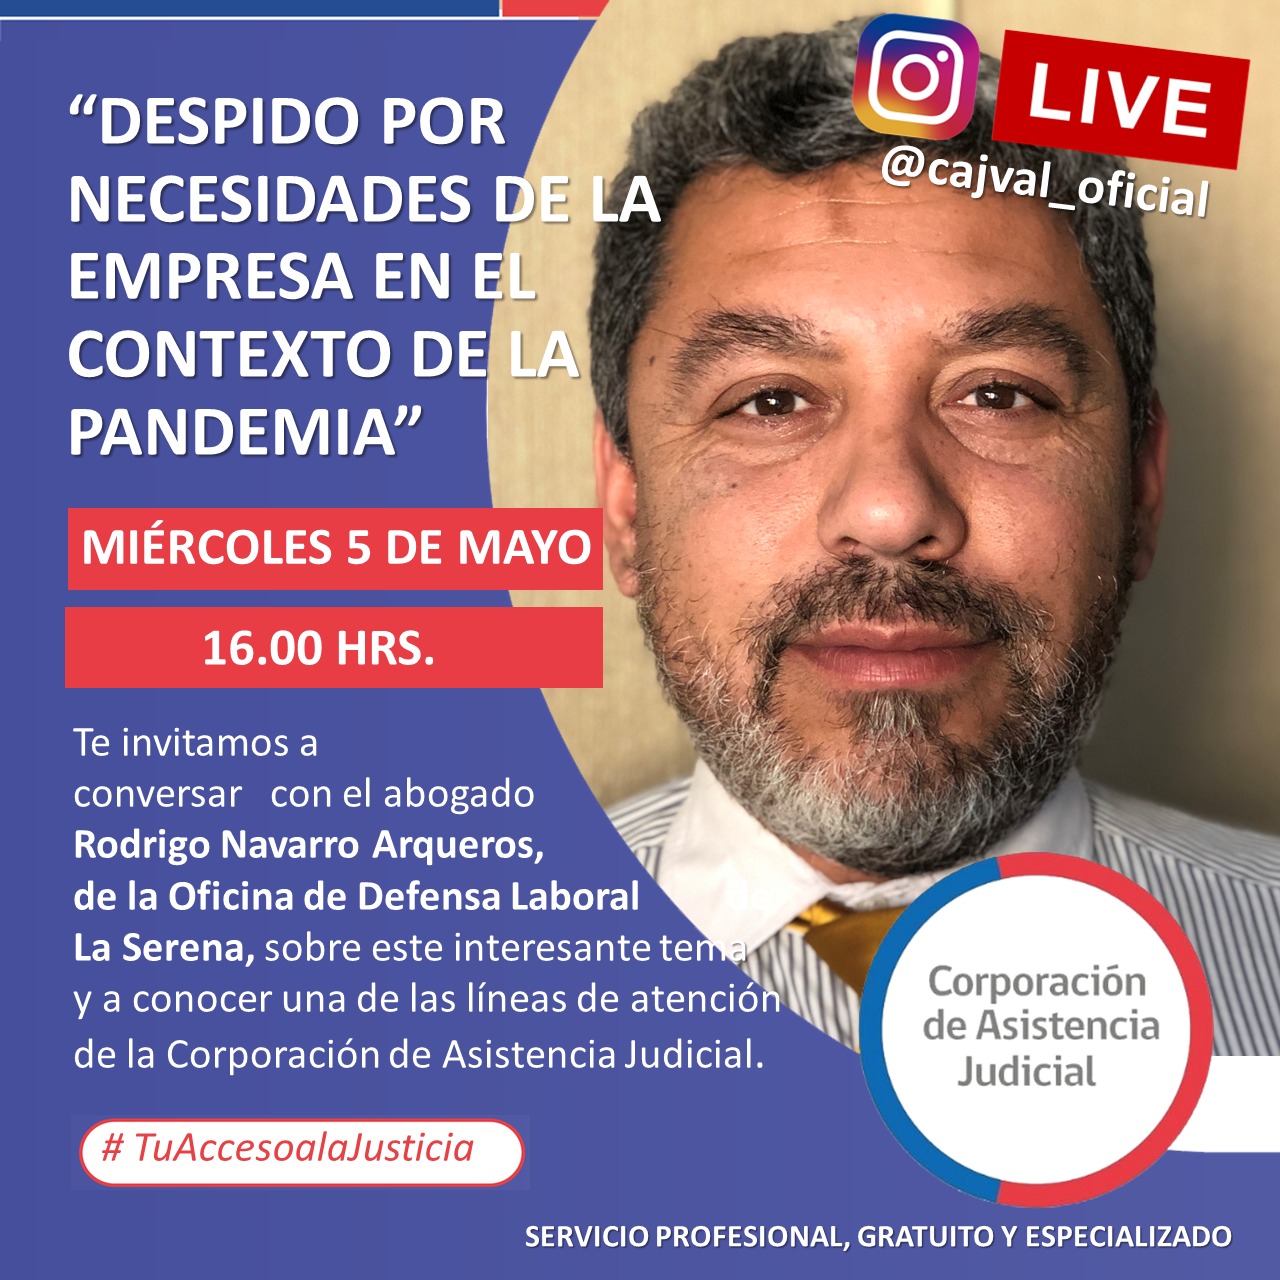 LIVE
@cajval_oficial
“DESPIDO POR
NECESIDADES DE LA
EMPRESA EN EL
CONTEXTO DE LA
PANDEMIA”
MIÉRCOLES 5 DE MAYO
16.00 HRS.
Te invitamos a
conversar con el abogado
Rodrigo Navarro Arqueros,
de la Oficina de Defensa Laboral de
La Serena, sobre este interesante tema
y a conocer una de las líneas de atención
de la Corporación de Asistencia Judicial.
# TuAccesoalaJusticia
Corporación
de Asistencia
Judicial
SERVICIO PROFESIONAL, GRATUITO Y ESPECIALIZADO